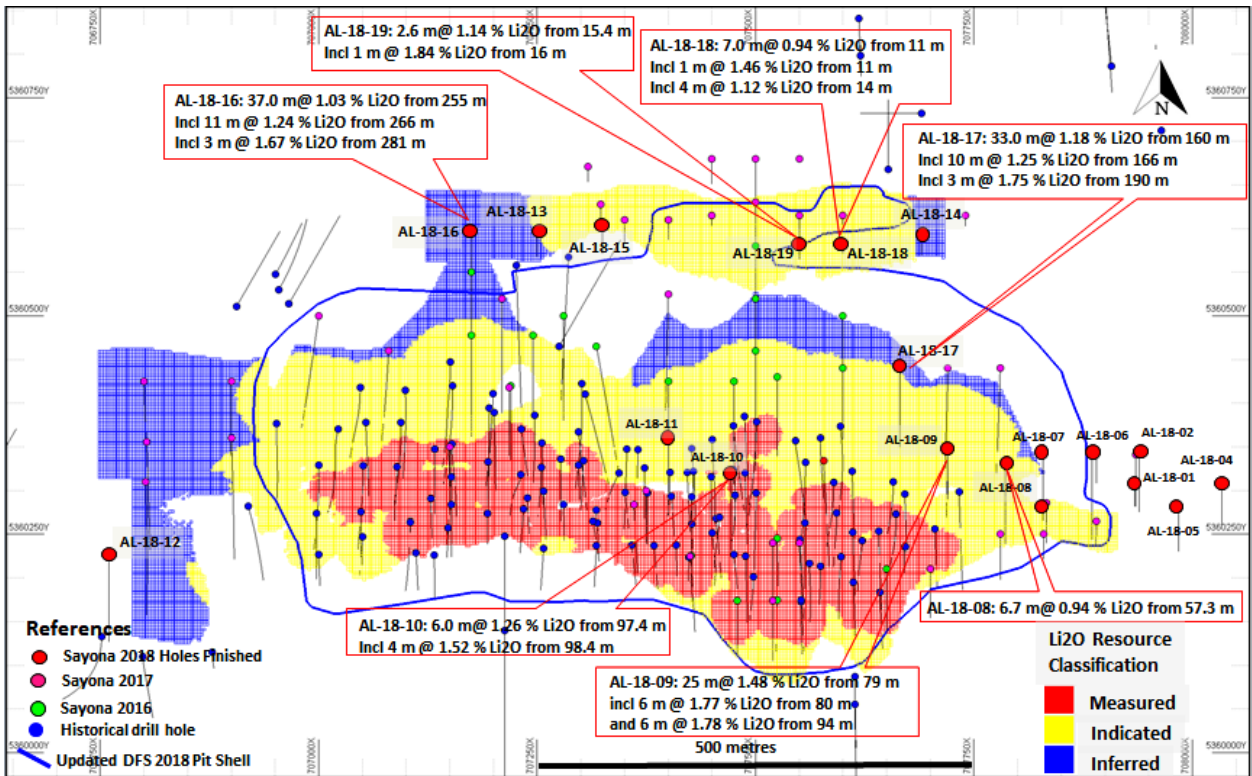 706750X
707000X
707500X
707750X
708000X
AL-18-19: 2.6 m@ 1.14 % Li2O from 15.4 m
Incl 1 m @ 1.84 % Li2O from 16 m
AL-18-18: 7.0 m@ 0.94 % Li2O from 11 m
Incl 1 m @ 1.46 % Li2O from 11 m
Incl 4 m @ 1.12 % Li2O from 14 m
5360750Y
5360750Y
N
AL-18-16: 37.0 m@ 1.03 % Li2O from 255 m
Incl 11 m @ 1.24 % Li2O from 266 m
Incl 3 m @ 1.67 % Li2O from 281 m
AL-18-17: 33.0 m@ 1.18 % Li2O from 160 m
Incl 10 m @ 1.25 % Li2O from 166 m
Incl 3 m @ 1.75 % Li2O from 190 m
AL-18-13
AL-18-14
AL-18-16
AL-18-15
AL-18-19
AL-18-18
5360500Y
5360500Y
AL-18-17
AL-18-11
AL-18-09
AL-18-07
AL-18-06
AL-18-02
AL-18-10
AL-18-04
AL-18-01
AL-18-08
5360250Y
5360250Y
AL-18-05
AL-18-12
AL-18-10: 6.0 m@ 1.26 % Li2O from 97.4 m
Incl 4 m @ 1.52 % Li2O from 98.4 m
AL-18-08: 6.7 m@ 0.94 % Li2O from 57.3 m
AL-18-09: 25 m@ 1.48 % Li2O from 79 m
incl 6 m @ 1.77 % Li2O from 80 m
and 6 m @ 1.78 % Li2O from 94 m
References
Sayona 2018 Holes Finished
Sayona 2017
Sayona 2016
Historical drill hole
Updated DFS 2018 Pit Shell
Li2O Resource
Classification
Measured
Indicated
Inferred
500 metres
5360000Y
5360000Y
706750X
707000X
707250X
707500X
707750X
708000X